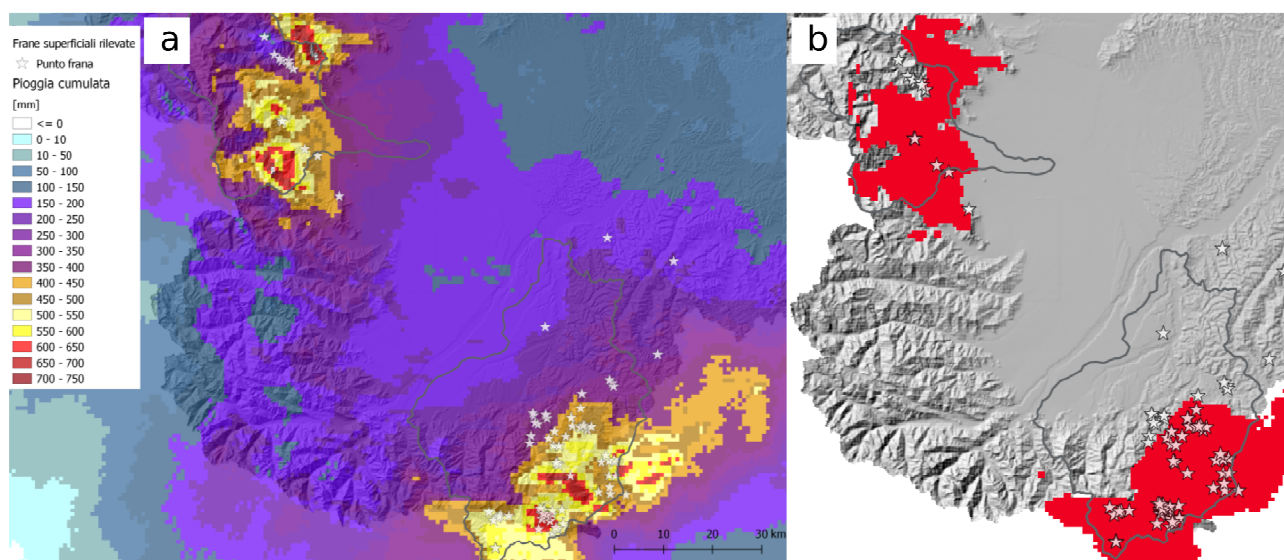 a
b
Frane superficiali rilevate
Punto frana
Pioggia cumulata
[mm]
<= 0
0 - 10
10 - 50
50 - 100
100 - 150
150 - 200
200 - 250
250 - 300
300 - 350
350 - 400
400 - 450
450 - 500
500 - 550
550 - 600
600 - 650
650 - 700
700 - 750
0 10 20 30 km